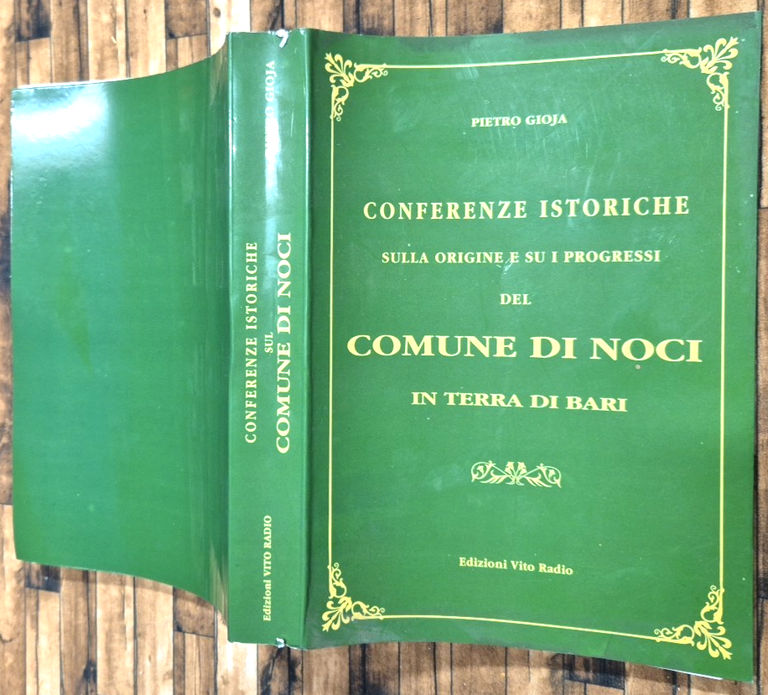 PIETRO GIOJA
CONFERENZE ISTORICHE
SULLA ORIGINE E SU I PROGRESSI
DEL
COMUNE DI NOCI
IN TERRA DI BARI
Edizioni Vito Radio
GIOJA
CONFERENZE ISTORICHE
SUL
COMUNE DI NOCI
Edizioni VITO RADIO